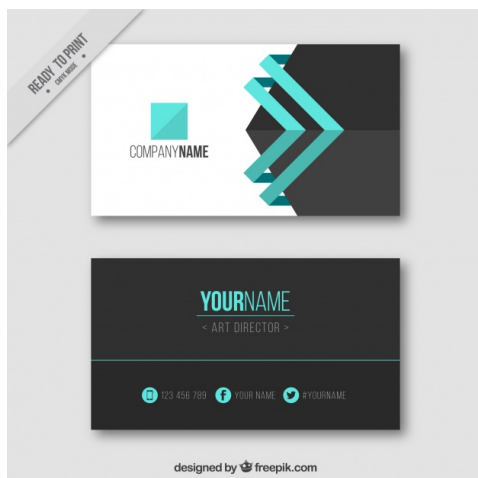 READY TO PRINT
CMYK MODE
COMPANYNAME
YOURNAME
< ART DIRECTOR >
123 456 789 YOUR NAME #YOURNAME
designed by freepik.com